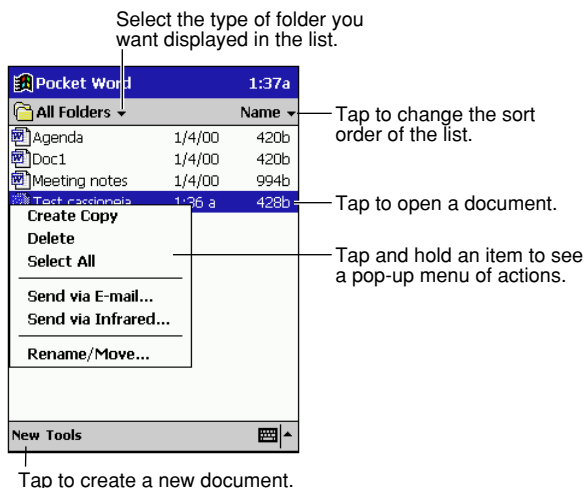 Select the type of folder you
want displayed in the list.
Pocket Word 1:37a
All Folders Name
Tap to change the sort
order of the list.
Agenda 1/4/00 420b
Doc1 1/4/00 420b
Meeting notes 1/4/00 994b
Test cassiopeia 1:36 a 428b
Tap to open a document.
Create Copy
Delete
Select All
Tap and hold an item to see
a pop-up menu of actions.
Send via E-mail...
Send via Infrared...
Rename/Move...
New Tools
Tap to create a new document.